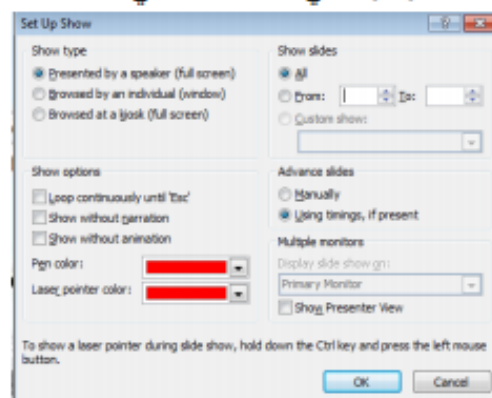 Set Up Show
Show type
Presented by a speaker (full screen)
Browsed by an individual (window)
Browsed at a kiosk (full screen)
Show slides
All
From: To:
Custom show:
Show options
Loop continuously until 'Esc'
Show without narration
Show without animation
Pen color:
Laser pointer color:
Advance slides
Manually
Using timings, if present
Multiple monitors
Display slide show on:
Primary Monitor
Show Presenter View
To show a laser pointer during slide show, hold down the Ctrl key and press the left mouse
button.
OK Cancel